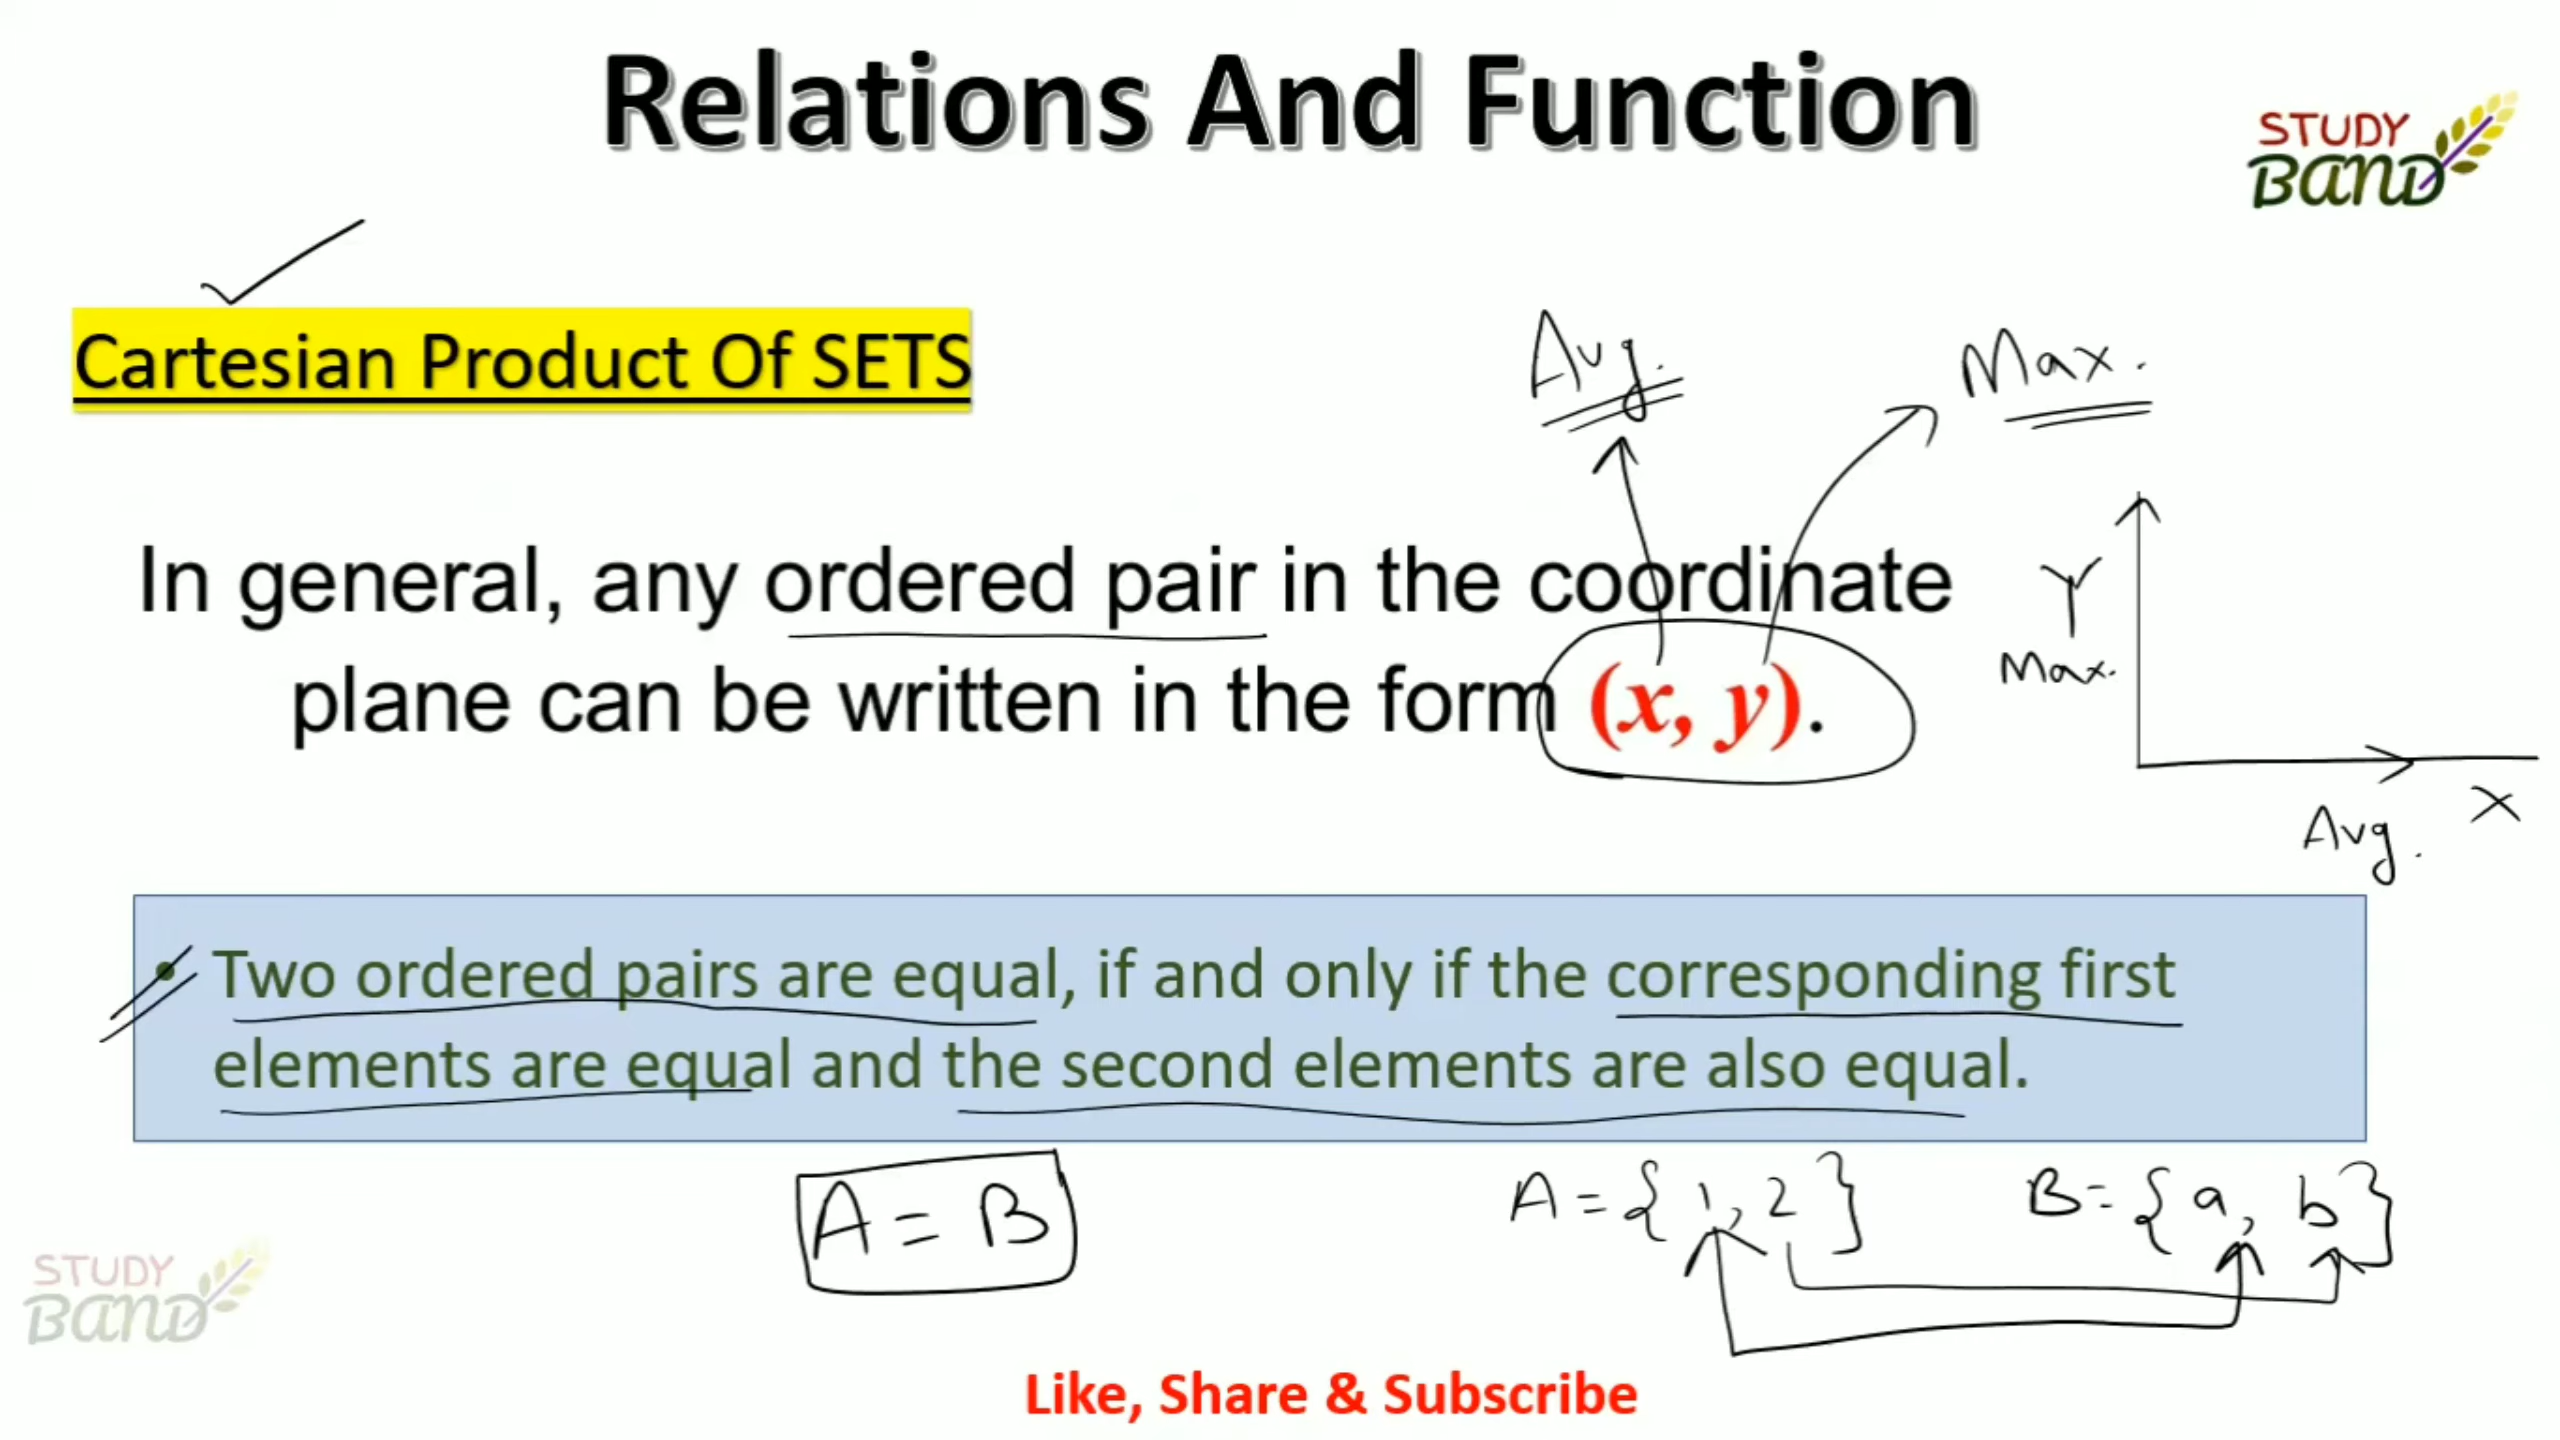 Relations And Function
STUDY
BAND
Cartesian Product Of SETS
Avg.
Max.
In general, any ordered pair in the coordinate
plane can be written in the form (x, y).
Y
Max.
X
Avg.
• Two ordered pairs are equal, if and only if the corresponding first
elements are equal and the second elements are also equal.
A = B
A = { 1, 2 }
B = { a, b }
STUDY
BAND
Like, Share & Subscribe